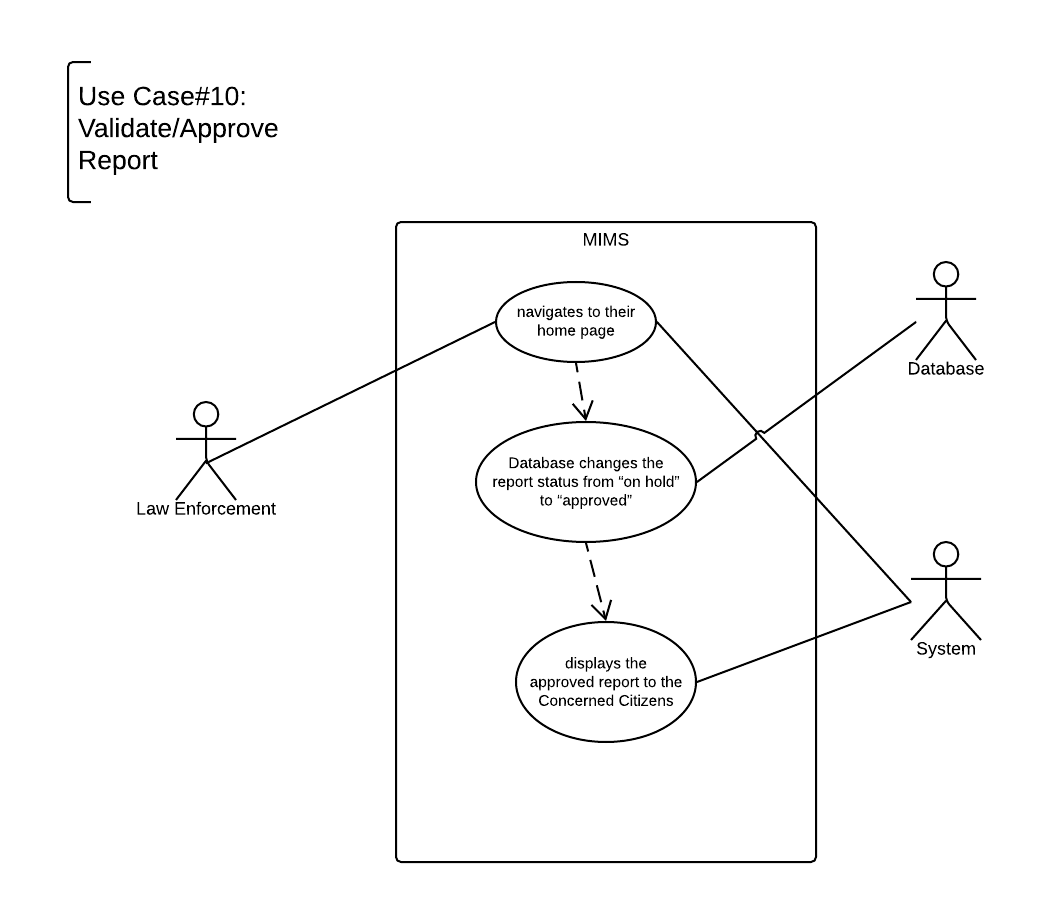 Use Case#10:
Validate/Approve
Report
MIMS
navigates to their
home page
Database
Database changes the
report status from “on hold”
to “approved”
Law Enforcement
System
displays the
approved report to the
Concerned Citizens